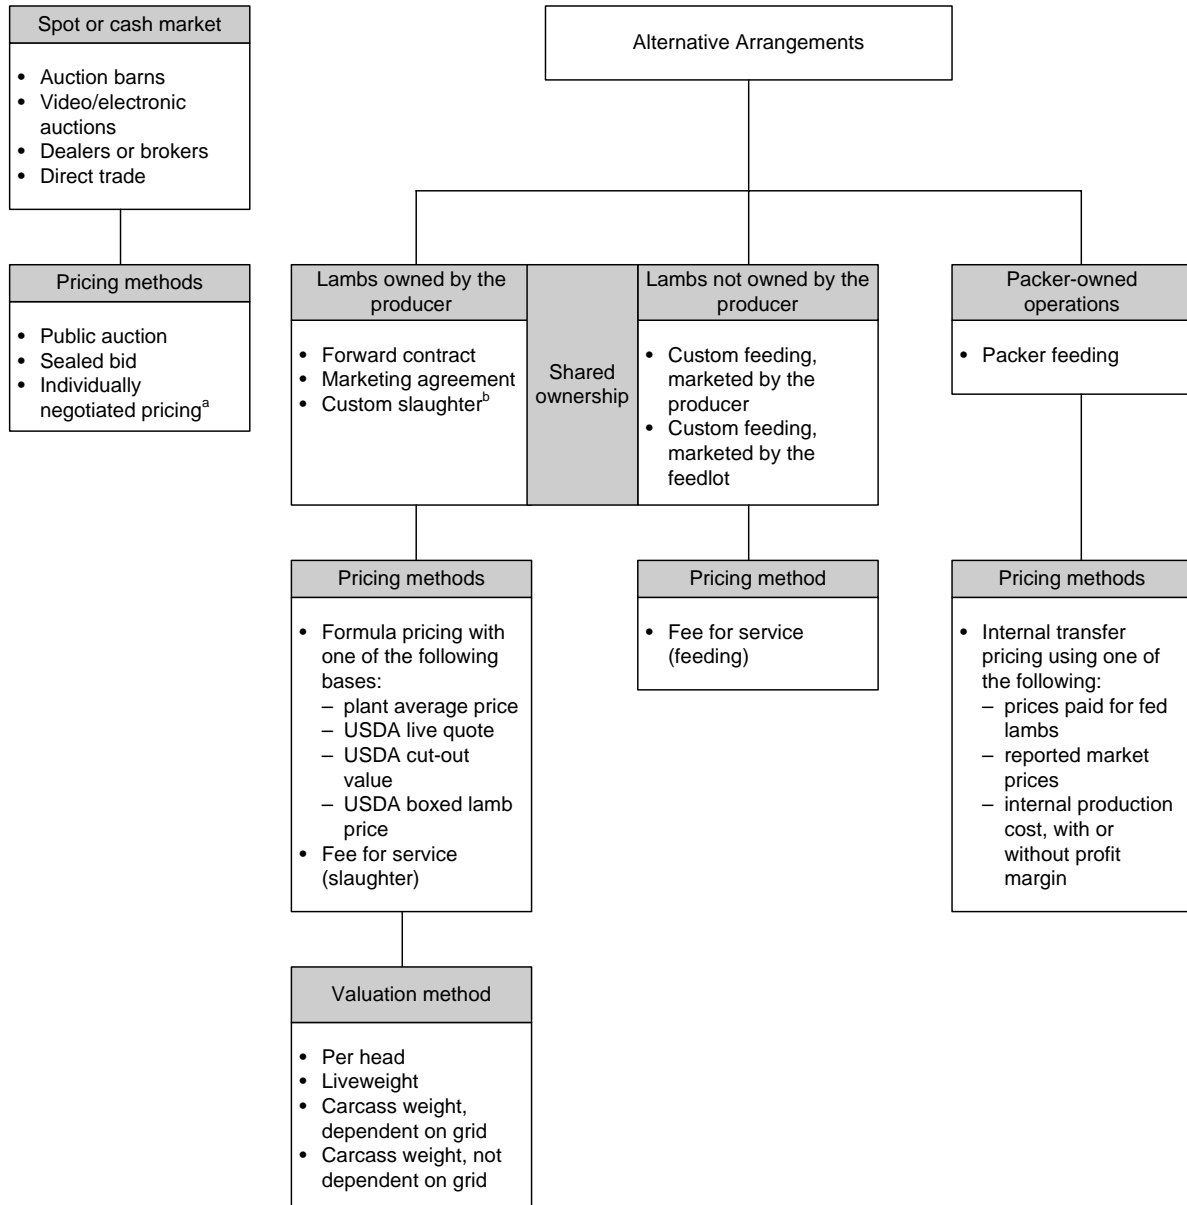 Spot or cash market
• Auction barns
• Video/electronic
auctions
• Dealers or brokers
• Direct trade
Pricing methods
• Public auction
• Sealed bid
• Individually
negotiated pricingᵃ
Alternative Arrangements
Lambs owned by the
producer
• Forward contract
• Marketing agreement
• Custom slaughterᵇ
Shared
ownership
Lambs not owned by the
producer
• Custom feeding,
marketed by the
producer
• Custom feeding,
marketed by the
feedlot
Packer-owned
operations
• Packer feeding
Pricing methods
• Formula pricing with
one of the following
bases:
– plant average price
– USDA live quote
– USDA cut-out
value
– USDA boxed lamb
price
• Fee for service
(slaughter)
Pricing method
• Fee for service
(feeding)
Pricing methods
• Internal transfer
pricing using one of
the following:
– prices paid for fed
lambs
– reported market
prices
– internal production
cost, with or
without profit
margin
Valuation method
• Per head
• Liveweight
• Carcass weight,
dependent on grid
• Carcass weight, not
dependent on grid